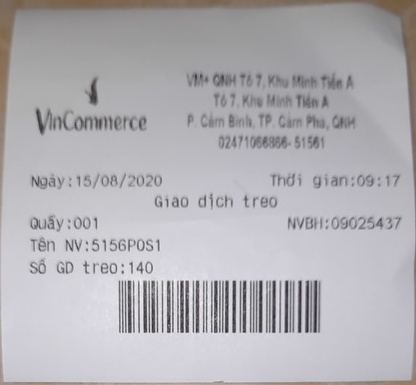 VinCommerce
VM+ QNH Tổ 7, Khu Minh Tiến A
Tổ 7, Khu Minh Tiến A
P. Cẩm Bình, TP. Cẩm Phả, QNH
02471066866- 51561
Ngày:15/08/2020 Thời gian:09:17
Giao dịch treo
Quầy:001 NVBH:09025437
Tên NV:5156POS1
Số GD treo:140